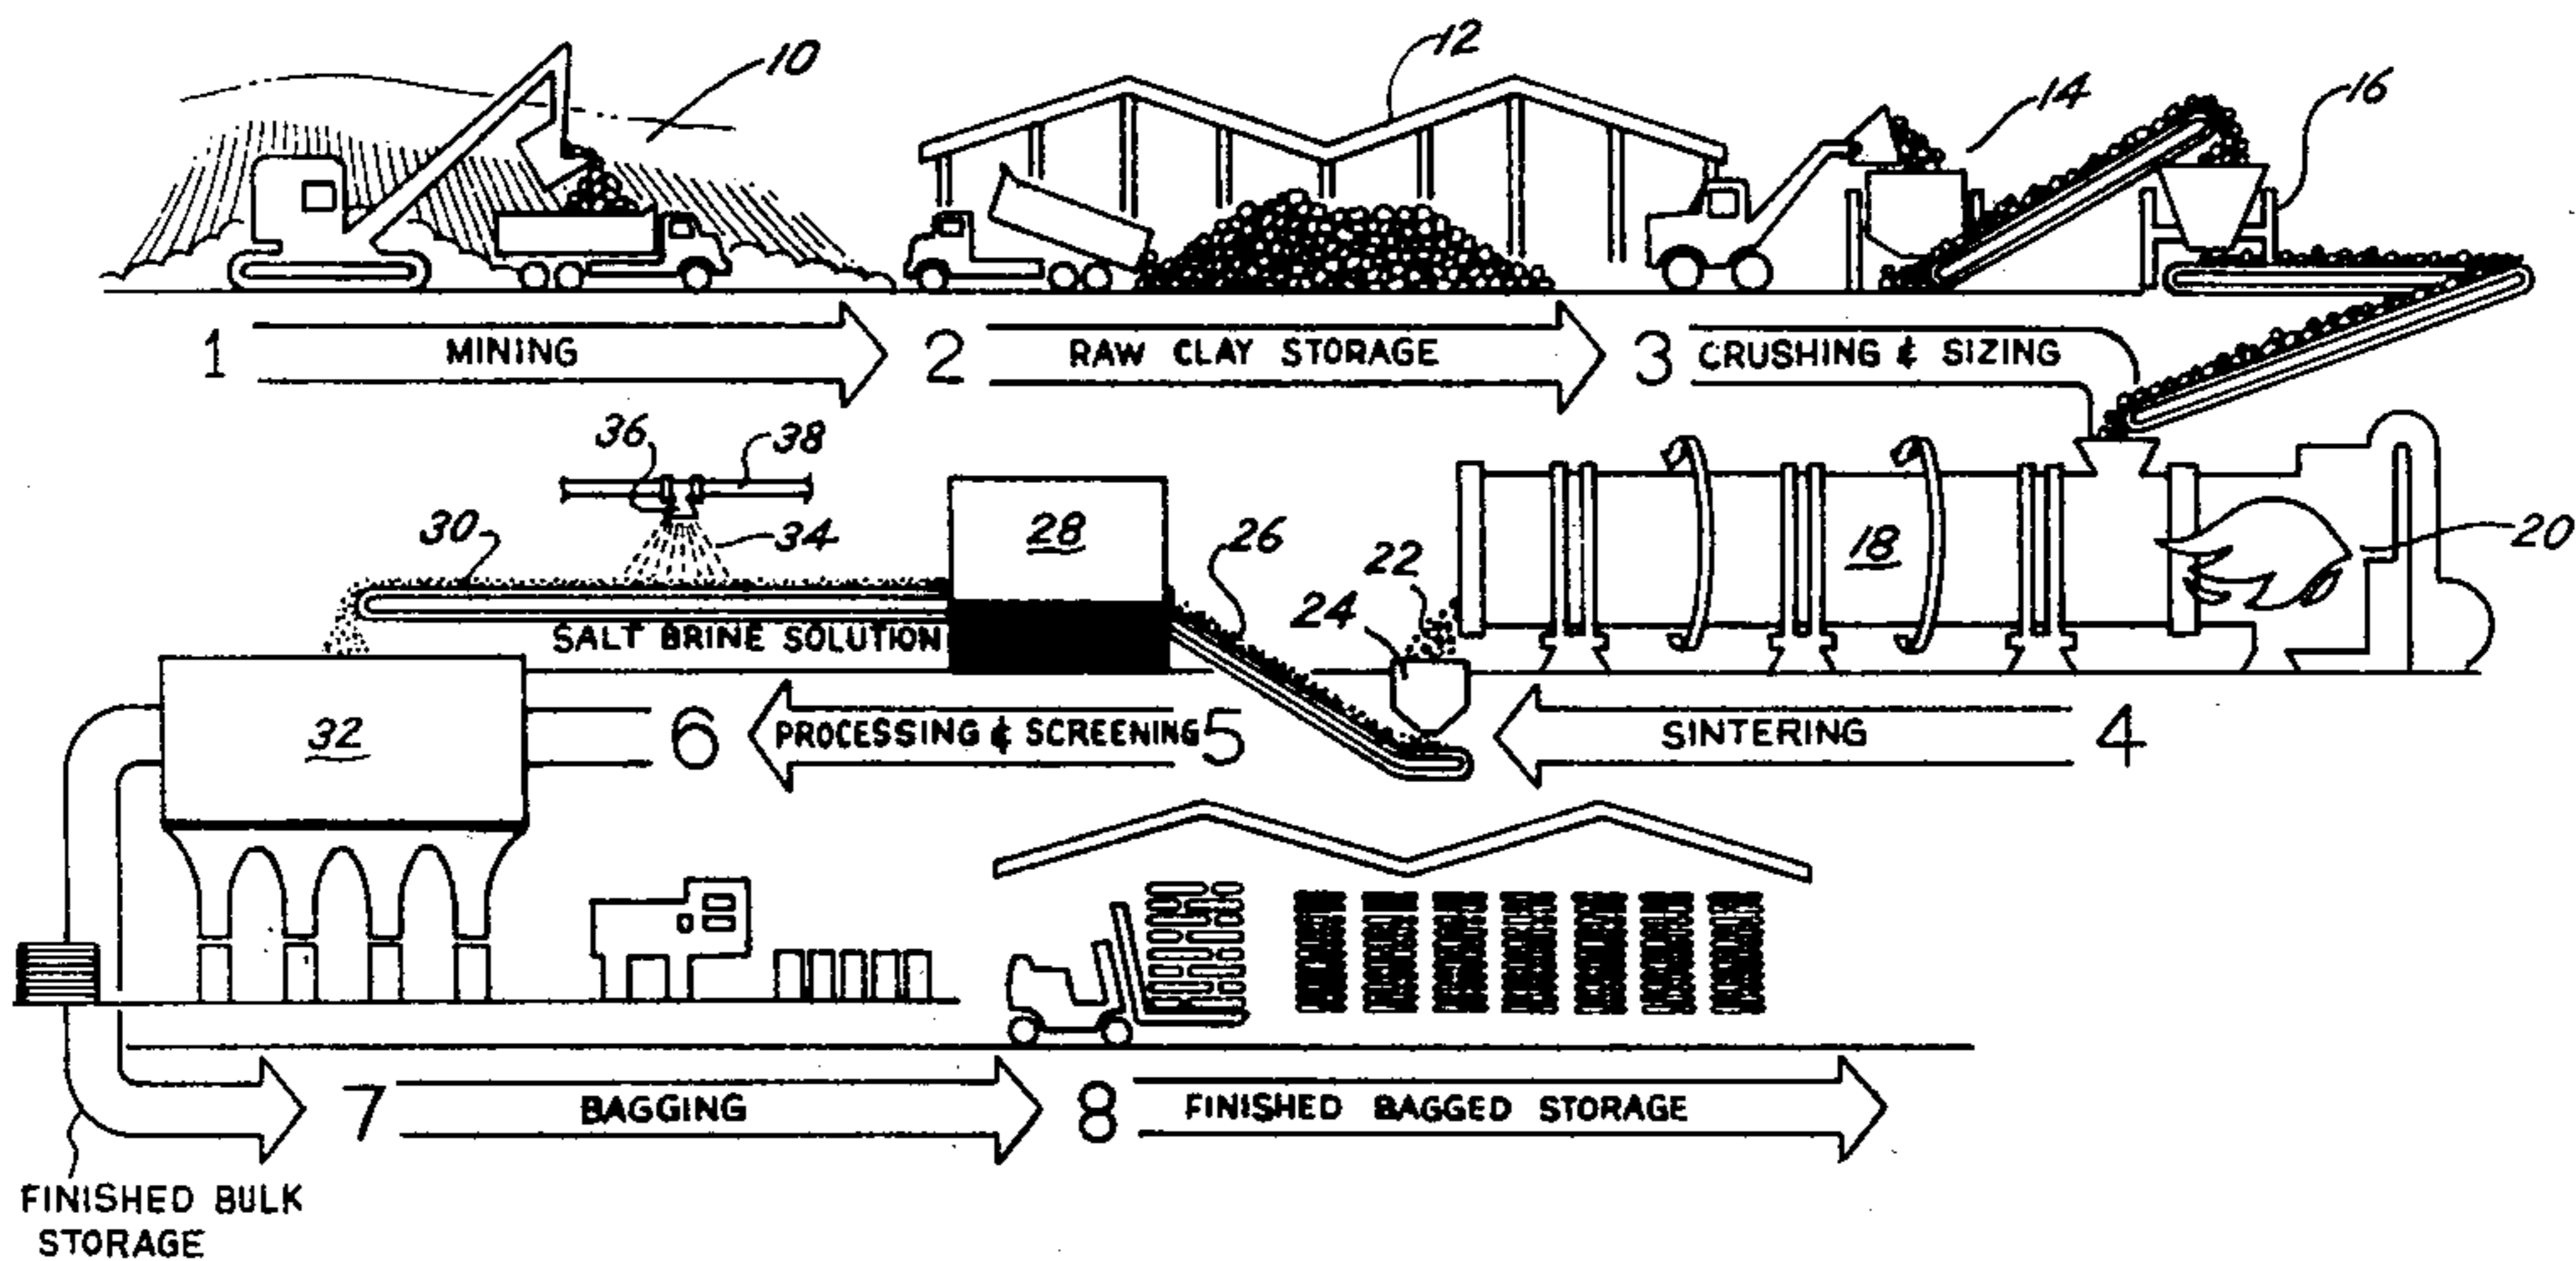 10
12
14
16
1 MINING 2 RAW CLAY STORAGE 3 CRUSHING & SIZING
36
38
30
34
28
26
22
24
18
20
SALT BRINE SOLUTION
32
6 PROCESSING & SCREENING 5 SINTERING 4
7 BAGGING 8 FINISHED BAGGED STORAGE
FINISHED BULK
STORAGE